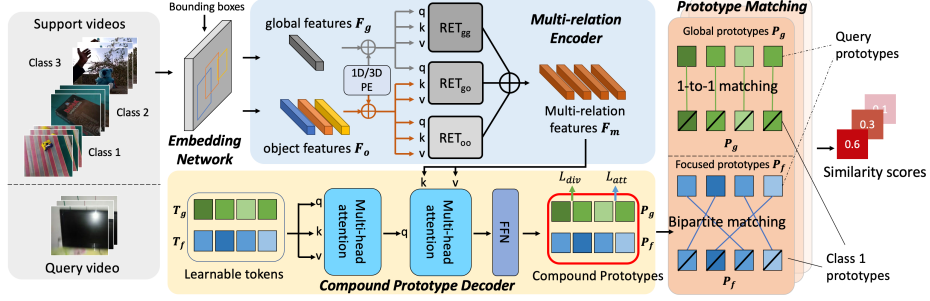 Support videos
Class 3
Class 2
Class 1
Query video
Bounding boxes
Embedding
Network
global features F_g
object features F_o
1D/3D
PE
q
k
v
q
k
v
q
k
v
RET_gg
RET_go
RET_oo
Multi-relation
Encoder
Multi-relation
features F_m
T_g
T_f
Learnable tokens
q
k
v
Multi-head
attention
q
k
v
Multi-head
attention
FFN
L_div
L_att
P_g
P_f
Compound Prototypes
Compound Prototype Decoder
Prototype Matching
Global prototypes P_g
1-to-1 matching
P_g
Focused prototypes P_f
Bipartite matching
P_f
Query
prototypes
Class 1
prototypes
0.1
0.3
0.6
Similarity scores